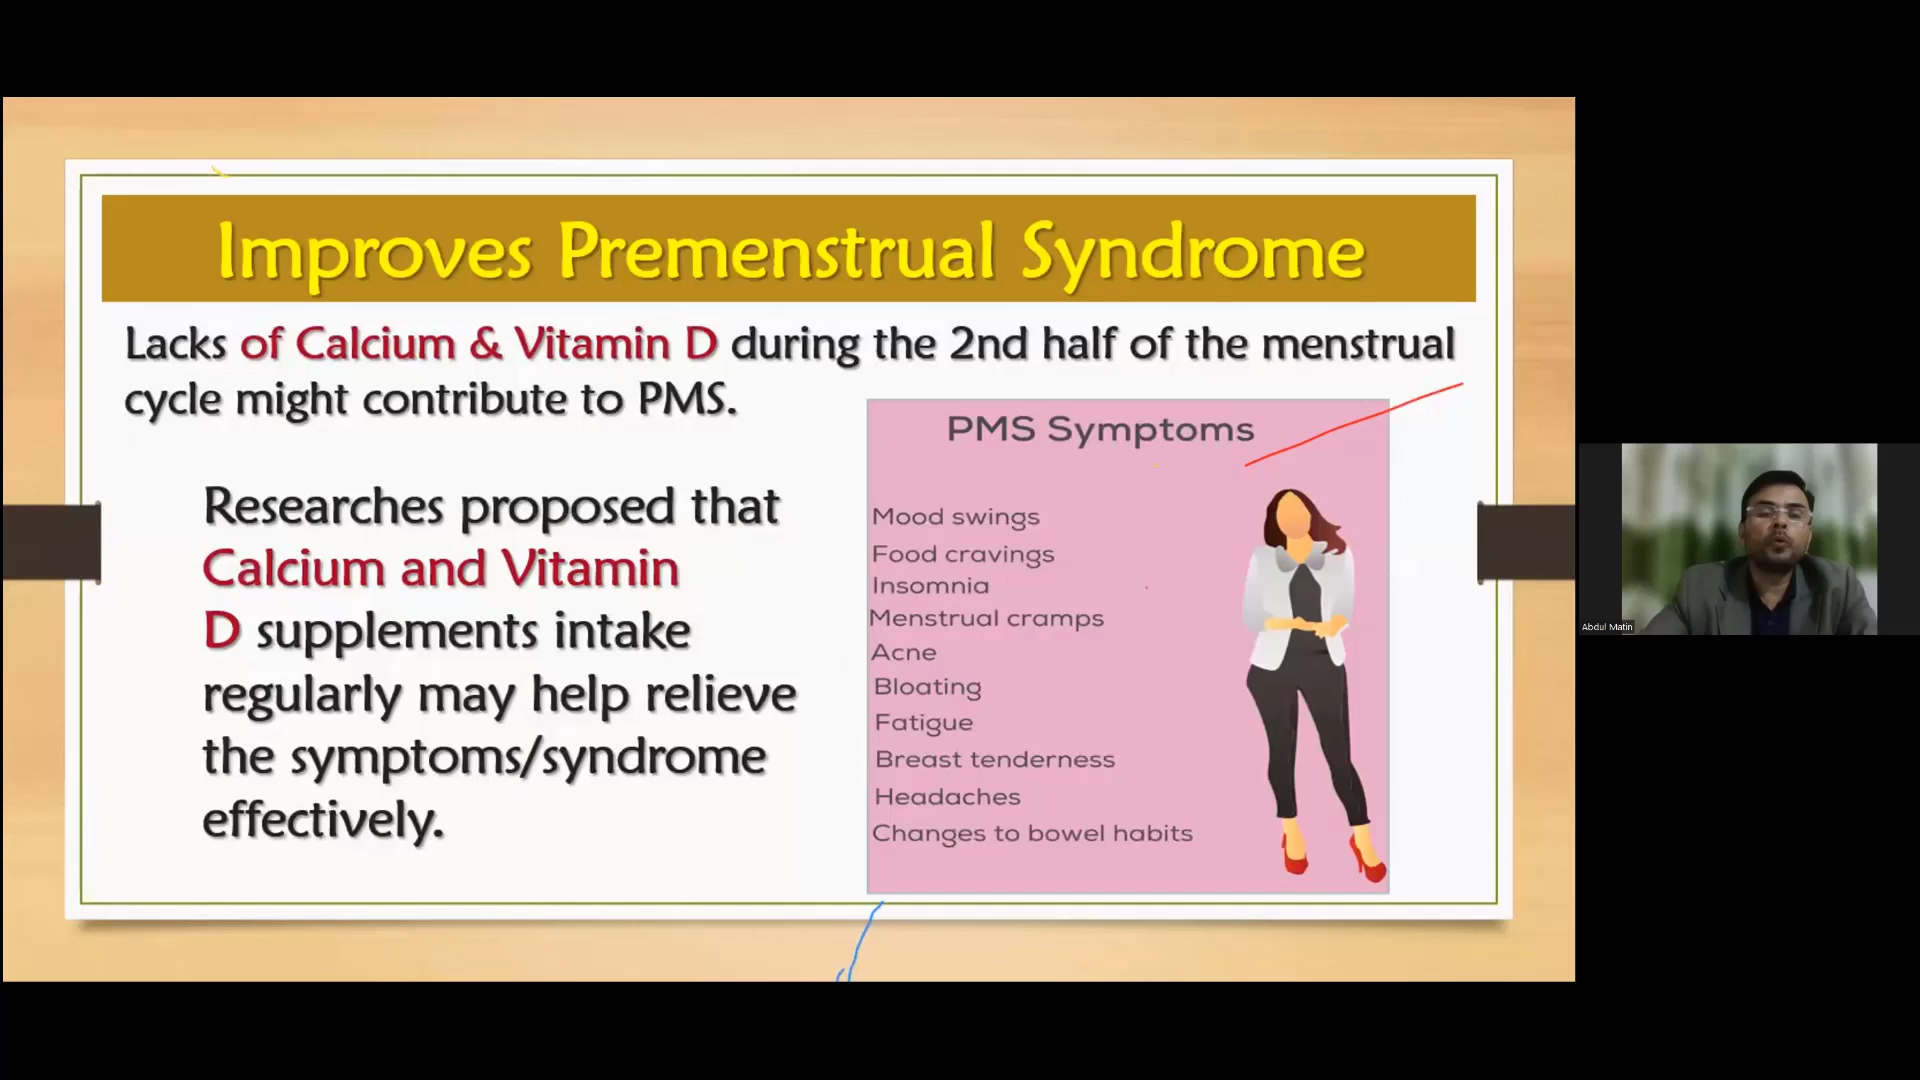 Improves Premenstrual Syndrome
Lacks of Calcium & Vitamin D during the 2nd half of the menstrual
cycle might contribute to PMS.
Researches proposed that
Calcium and Vitamin
D supplements intake
regularly may help relieve
the symptoms/syndrome
effectively.
PMS Symptoms
Mood swings
Food cravings
Insomnia
Menstrual cramps
Acne
Bloating
Fatigue
Breast tenderness
Headaches
Changes to bowel habits
Abdul Matin